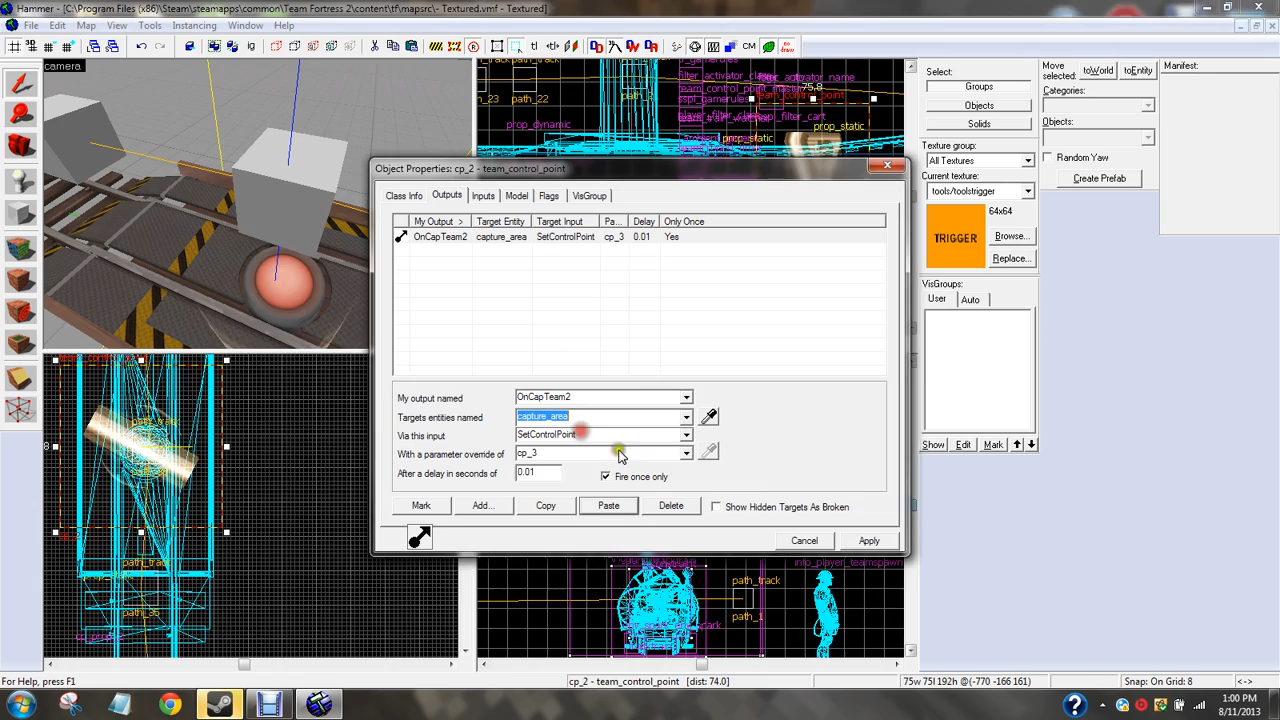 Hammer - [C:\Program Files (x86)\Steam\steamapps\common\Team Fortress 2\content\tf\mapsrc\- Textured.vmf - Textured]
File Edit Map View Tools Instancing Window Help
camera
path_track
path_23
path_22
prop_dynamic
filter_activator_name
team_control_point
prop_static
prop_static
Object Properties: cp_2 - team_control_point
Class Info Outputs Inputs Model Flags VisGroup
My Output > Target Entity Target Input Pa... Delay Only Once
OnCapTeam2 capture_area SetControlPoint cp_3 0.01 Yes
My output named OnCapTeam2
Targets entities named capture_area
Via this input SetControlPoint
With a parameter override of cp_3
After a delay in seconds of 0.01 Fire once only
Mark Add... Copy Paste Delete Show Hidden Targets As Broken
Cancel Apply
Select:
Groups
Objects
Solids
Texture group:
All Textures
Current texture:
tools/toolstrigger
64x64
TRIGGER
Browse...
Replace...
VisGroups:
User Auto
Show Edit Mark
Move selected: toWorld toEntity
Categories:
Objects:
Random Yaw
Create Prefab
Manifest:
path_track
path_track
path_35
info_player_teamspawn
path_track
path_1
For Help, press F1
cp_2 - team_control_point [dist: 74.0]
75w 75l 192h @(-770 -166 161)
Snap: On Grid: 8
<->
1:00 PM
8/11/2013